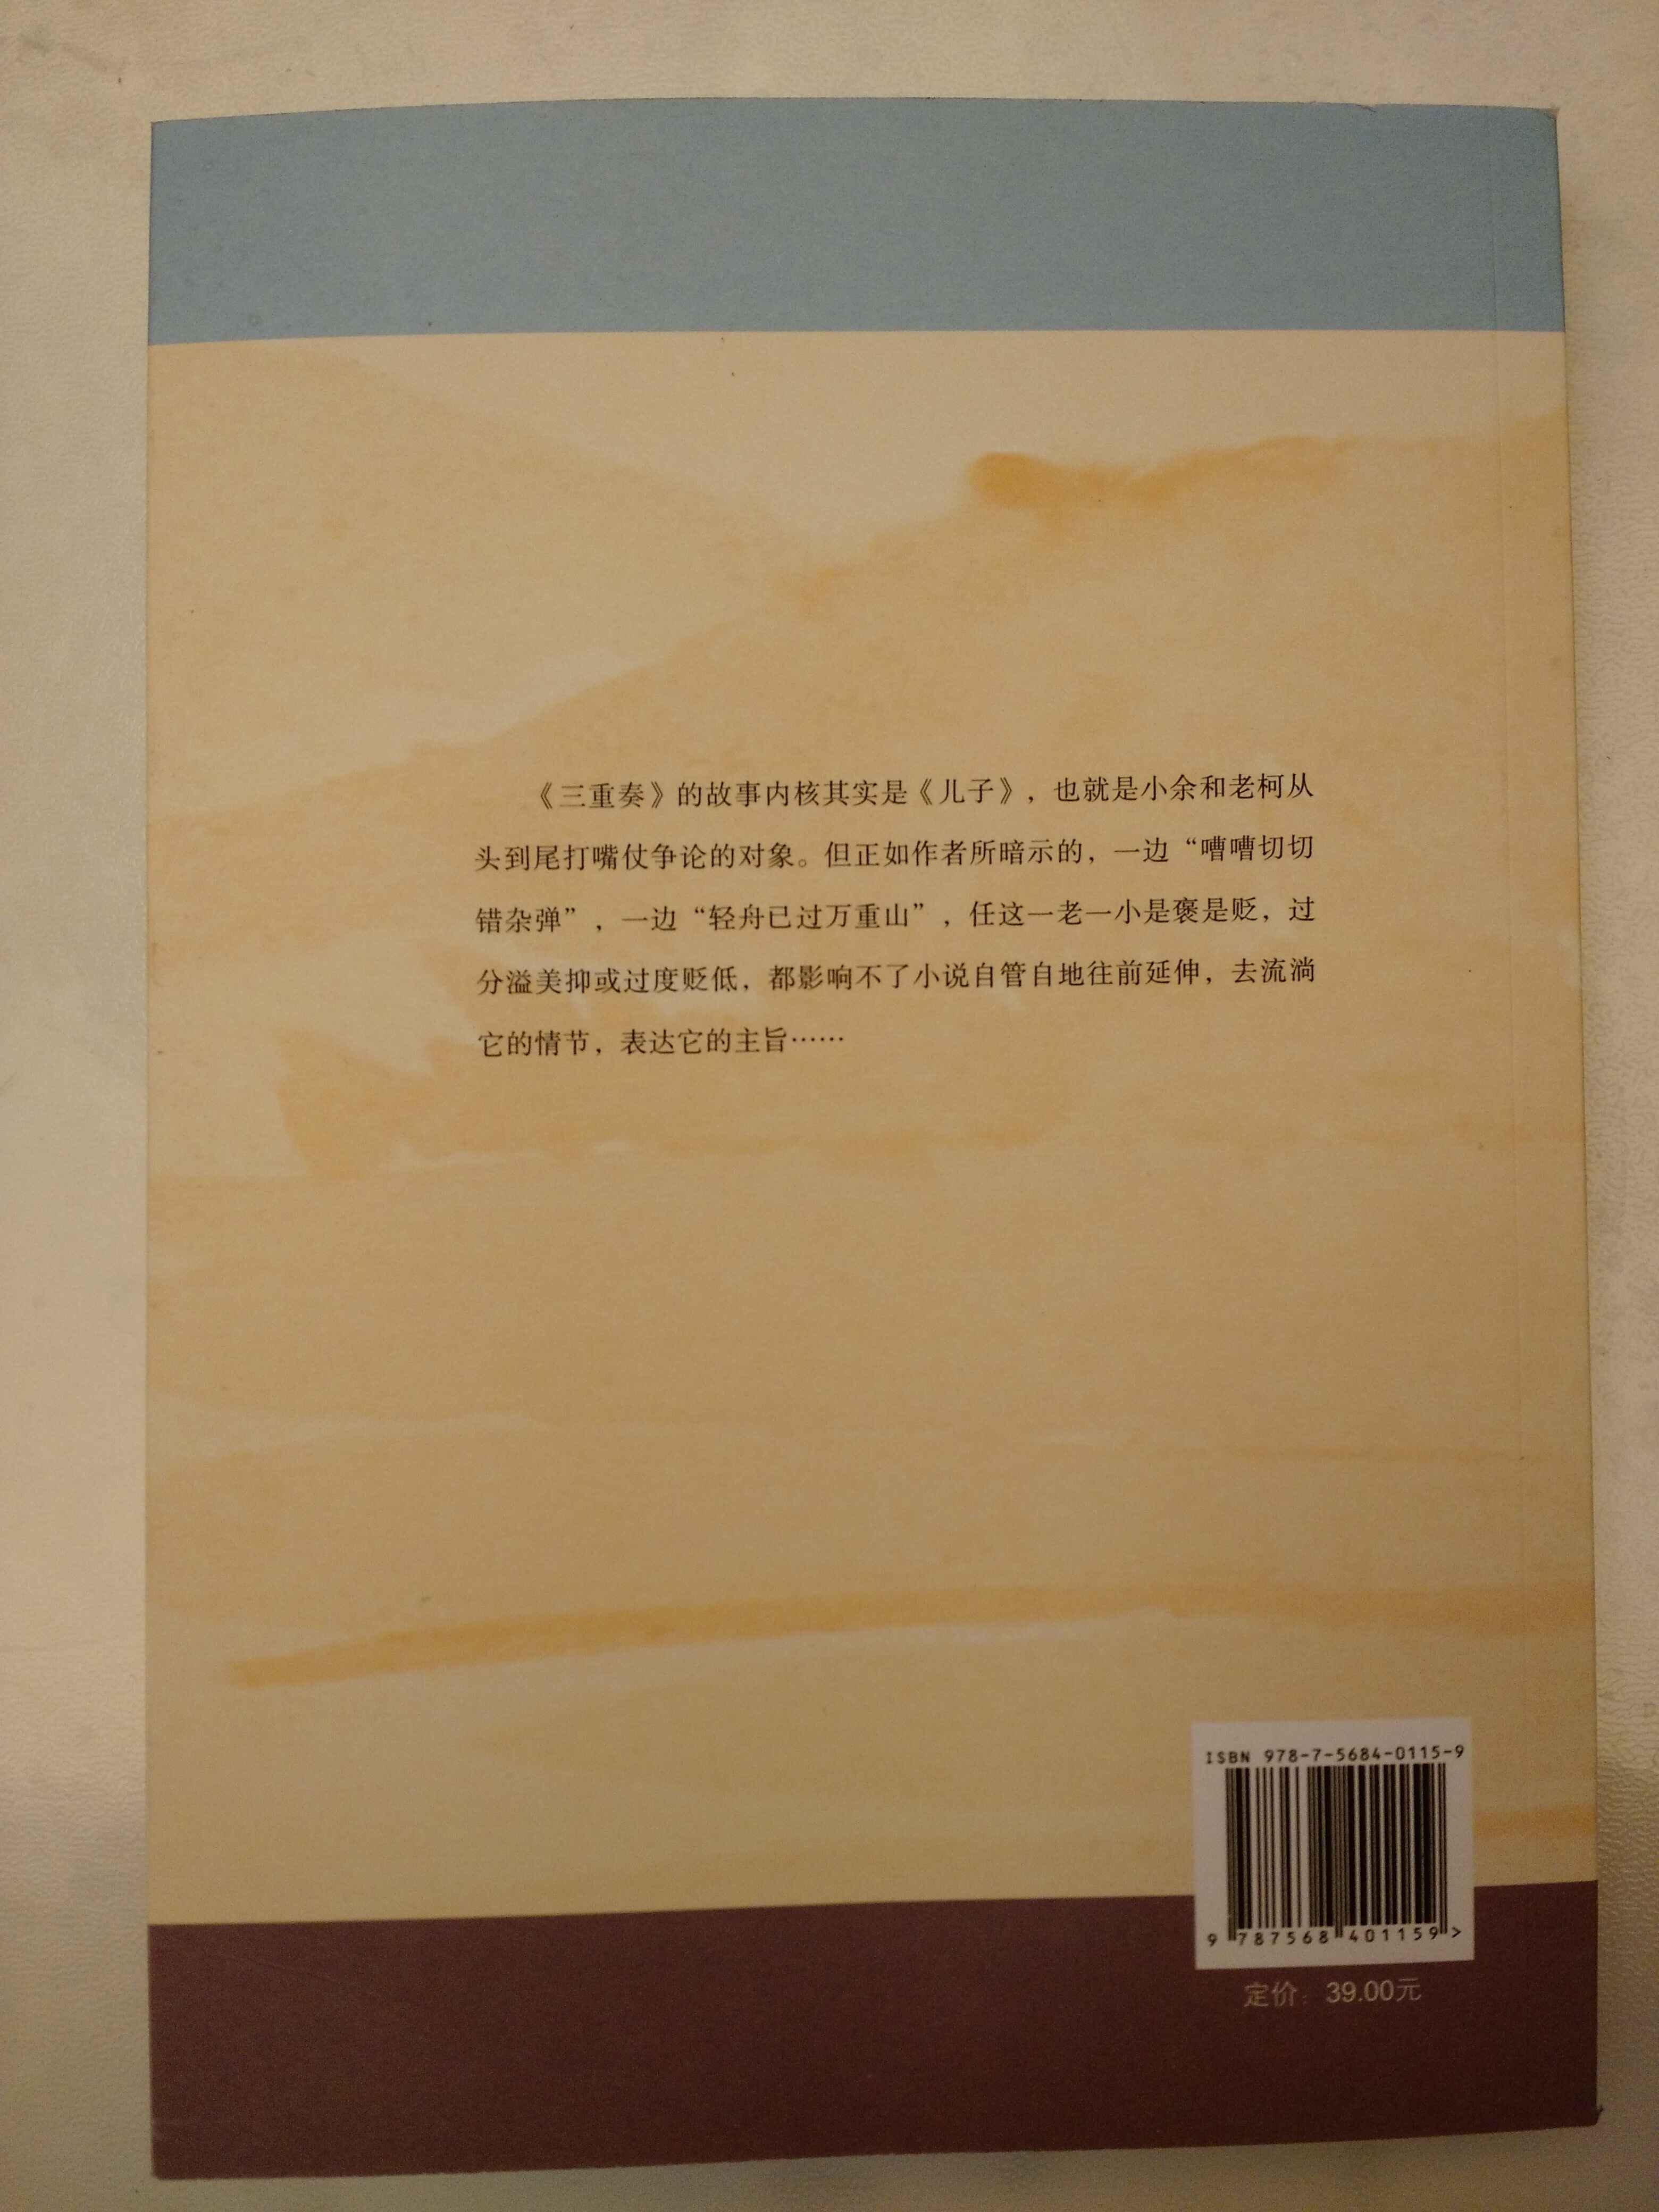 《三重奏》的故事内核其实是《儿子》，也就是小余和老柯从
头到尾打嘴仗争论的对象。但正如作者所暗示的，一边“嘈嘈切切
错杂弹”，一边“轻舟已过万重山”，任这一老一小是褒是贬，过
分溢美抑或过度贬低，都影响不了小说自管自地往前延伸，去流淌
它的情节，表达它的主旨……
ISBN 978-7-5684-0115-9
9 787568 401159 >
定价：39.00元